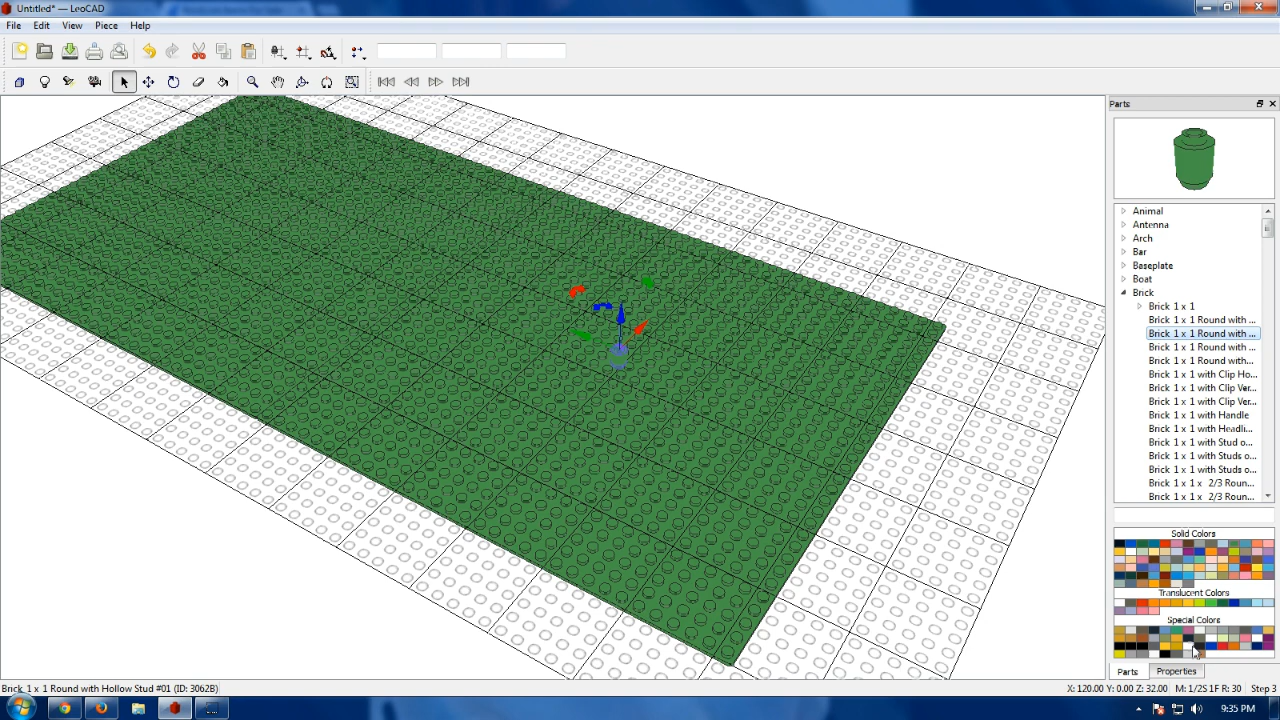 Untitled* — LeoCAD
File Edit View Piece Help
Parts
Animal
Antenna
Arch
Bar
Baseplate
Boat
Brick
Brick 1 x 1
Brick 1 x 1 Round with ...
Brick 1 x 1 Round with ...
Brick 1 x 1 Round with ...
Brick 1 x 1 Round with...
Brick 1 x 1 with Clip Ho...
Brick 1 x 1 with Clip Ver...
Brick 1 x 1 with Clip Ver...
Brick 1 x 1 with Handle
Brick 1 x 1 with Headli...
Brick 1 x 1 with Stud o...
Brick 1 x 1 with Studs o...
Brick 1 x 1 with Studs o...
Brick 1 x 1 x 2/3 Roun...
Brick 1 x 1 x 2/3 Roun...
Solid Colors
Translucent Colors
Special Colors
Parts Properties
Brick 1 x 1 Round with Hollow Stud #01 (ID: 3062B)
X: 120.00 Y: 0.00 Z: 32.00 M: 1/2S 1F R: 30 Step 3
9:35 PM